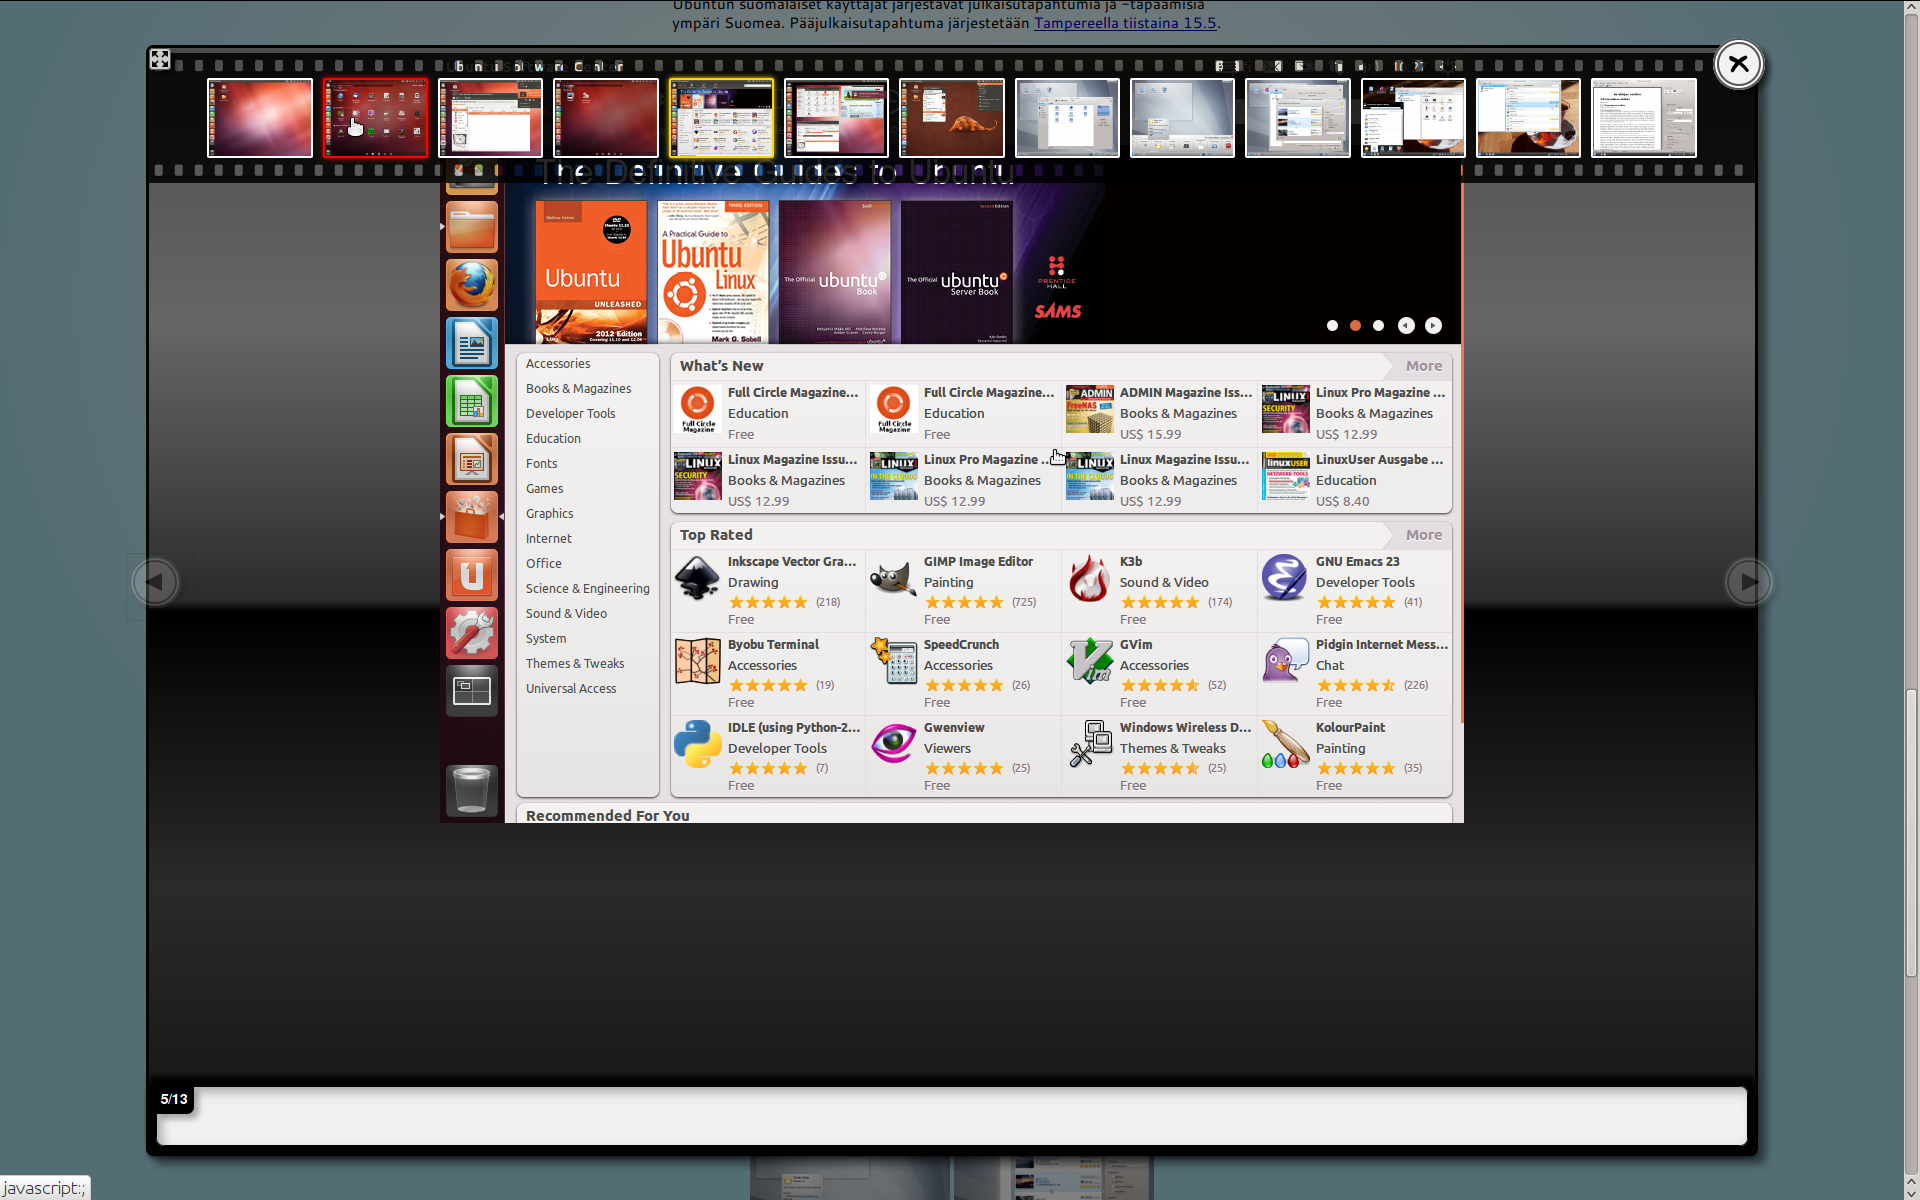 Ubuntun suomalaiset käyttäjät järjestävät julkaisutapahtumia ja -tapaamisia
ympäri Suomea. Pääjulkaisutapahtuma järjestetään Tampereella tiistaina 15.5.
The Definitive Guides to Ubuntu
Ubuntu
UNLEASHED
2012 Edition
Covering 11.10 and 12.04
THIRD EDITION
A Practical Guide to
Ubuntu
Linux
Mark G. Sobell
The Official ubuntu
Book
The Official ubuntu
Server Book
PRENTICE
HALL
SAMS
Accessories
Books & Magazines
Developer Tools
Education
Fonts
Games
Graphics
Internet
Office
Science & Engineering
Sound & Video
System
Themes & Tweaks
Universal Access
What's New
More
Full Circle Magazine...
Education
Free
Full Circle Magazine...
Education
Free
ADMIN Magazine Iss...
Books & Magazines
US$ 15.99
Linux Pro Magazine ...
Books & Magazines
US$ 12.99
Linux Magazine Issu...
Books & Magazines
US$ 12.99
Linux Pro Magazine ...
Books & Magazines
US$ 12.99
Linux Magazine Issu...
Books & Magazines
US$ 12.99
LinuxUser Ausgabe ...
Education
US$ 8.40
Top Rated
More
Inkscape Vector Gra...
Drawing
(218)
Free
GIMP Image Editor
Painting
(725)
Free
K3b
Sound & Video
(174)
Free
GNU Emacs 23
Developer Tools
(41)
Free
Byobu Terminal
Accessories
(19)
Free
SpeedCrunch
Accessories
(26)
Free
GVim
Accessories
(52)
Free
Pidgin Internet Mess...
Chat
(226)
Free
IDLE (using Python-2...
Developer Tools
(7)
Free
Gwenview
Viewers
(25)
Free
Windows Wireless D...
Themes & Tweaks
(25)
Free
KolourPaint
Painting
(35)
Free
Recommended For You
5/13
javascript:;